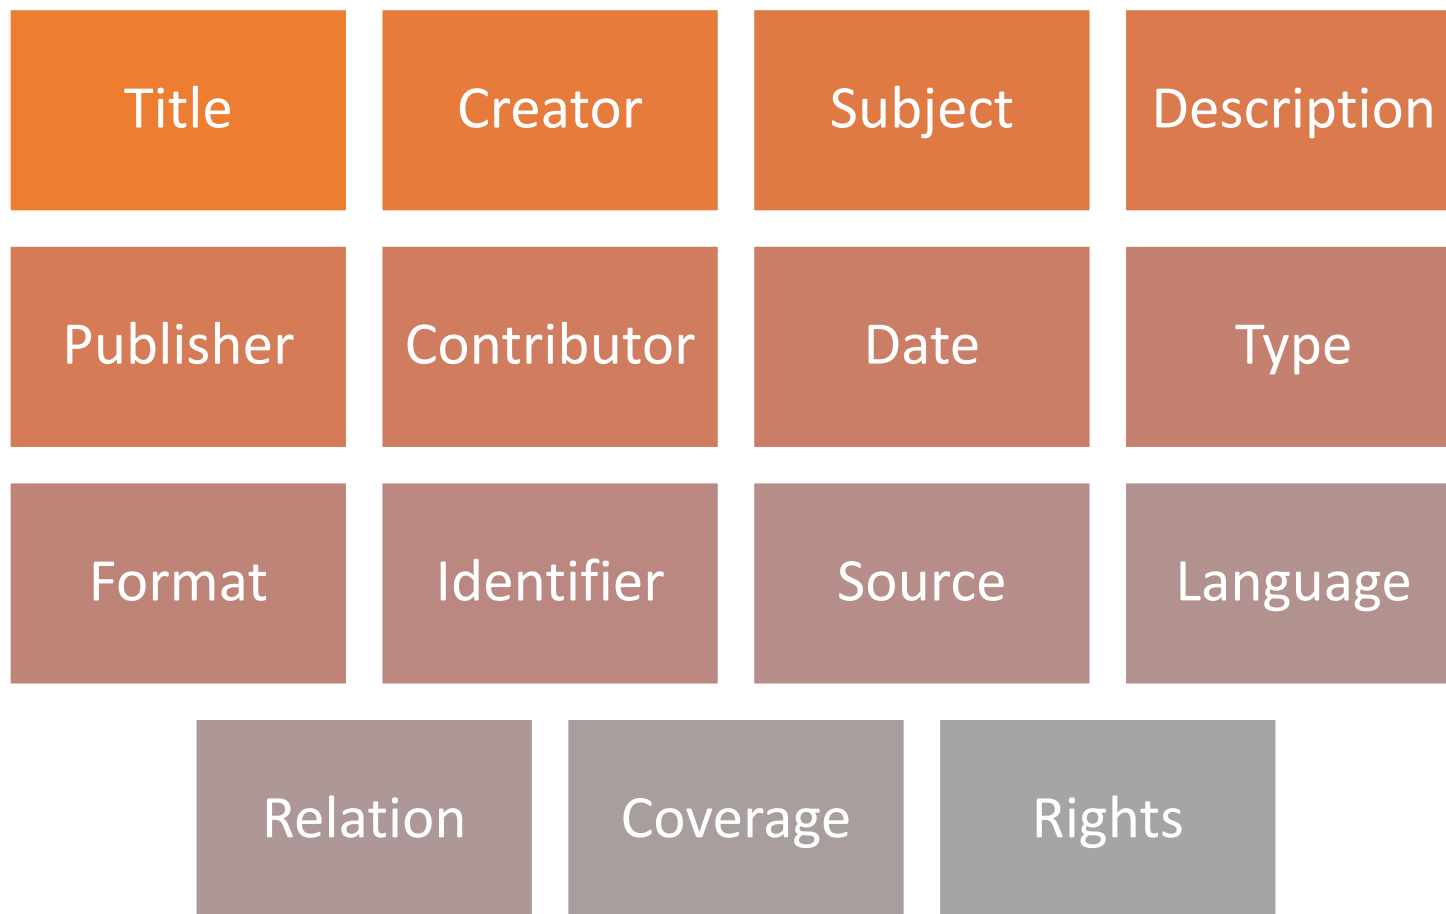 Title
Creator
Subject
Description
Publisher
Contributor
Date
Type
Format
Identifier
Source
Language
Relation
Coverage
Rights